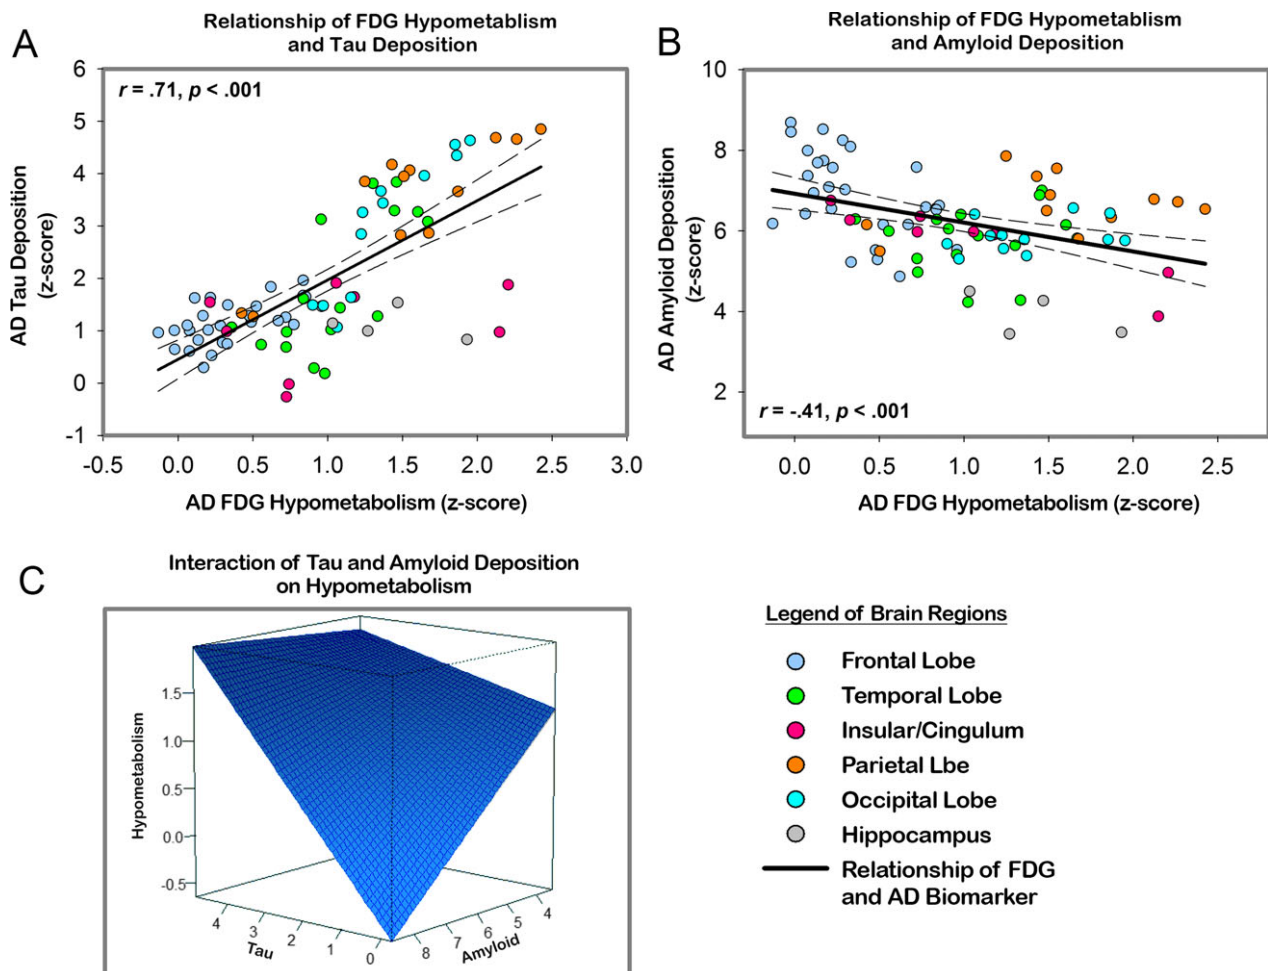 A
Relationship of FDG Hypometablism
and Tau Deposition
r = .71, p < .001
AD Tau Deposition
(z-score)
6
5
4
3
2
1
0
-1
-0.5 0.0 0.5 1.0 1.5 2.0 2.5 3.0
AD FDG Hypometabolism (z-score)
B
Relationship of FDG Hypometablism
and Amyloid Deposition
AD Amyloid Deposition
(z-score)
10
8
6
4
2
r = -.41, p < .001
0.0 0.5 1.0 1.5 2.0 2.5
AD FDG Hypometabolism (z-score)
C
Interaction of Tau and Amyloid Deposition
on Hypometabolism
Hypometabolism
1.5
1.0
0.5
0.0
-0.5
4 3 2 1 0
Tau
8 7 6 5 4
Amyloid
Legend of Brain Regions
Frontal Lobe
Temporal Lobe
Insular/Cingulum
Parietal Lbe
Occipital Lobe
Hippocampus
Relationship of FDG
and AD Biomarker